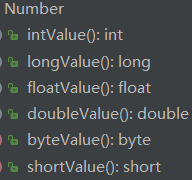 Number
intValue(): int
longValue(): long
floatValue(): float
doubleValue(): double
byteValue(): byte
shortValue(): short